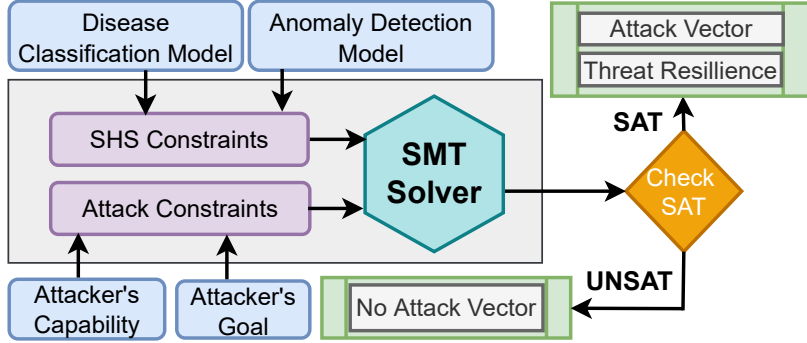 Disease
Classification Model
Anomaly Detection
Model
Attack Vector
Threat Resillience
SHS Constraints
SMT
Solver
SAT
Check
SAT
Attack Constraints
UNSAT
Attacker's
Capability
Attacker's
Goal
No Attack Vector